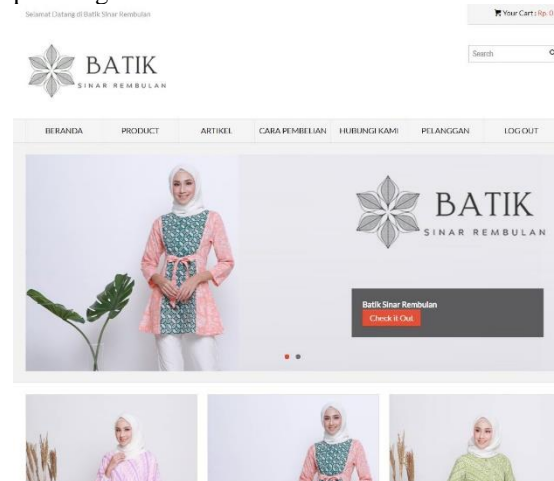 Selamat Datang di Batik Sinar Rembulan
Your Cart : Rp. 0
Search
BATIK
SINAR REMBULAN
BERANDA PRODUCT ARTIKEL CARA PEMBELIAN HUBUNGI KAMI PELANGGAN LOG OUT
BATIK
SINAR REMBULAN
Batik Sinar Rembulan
Check it Out